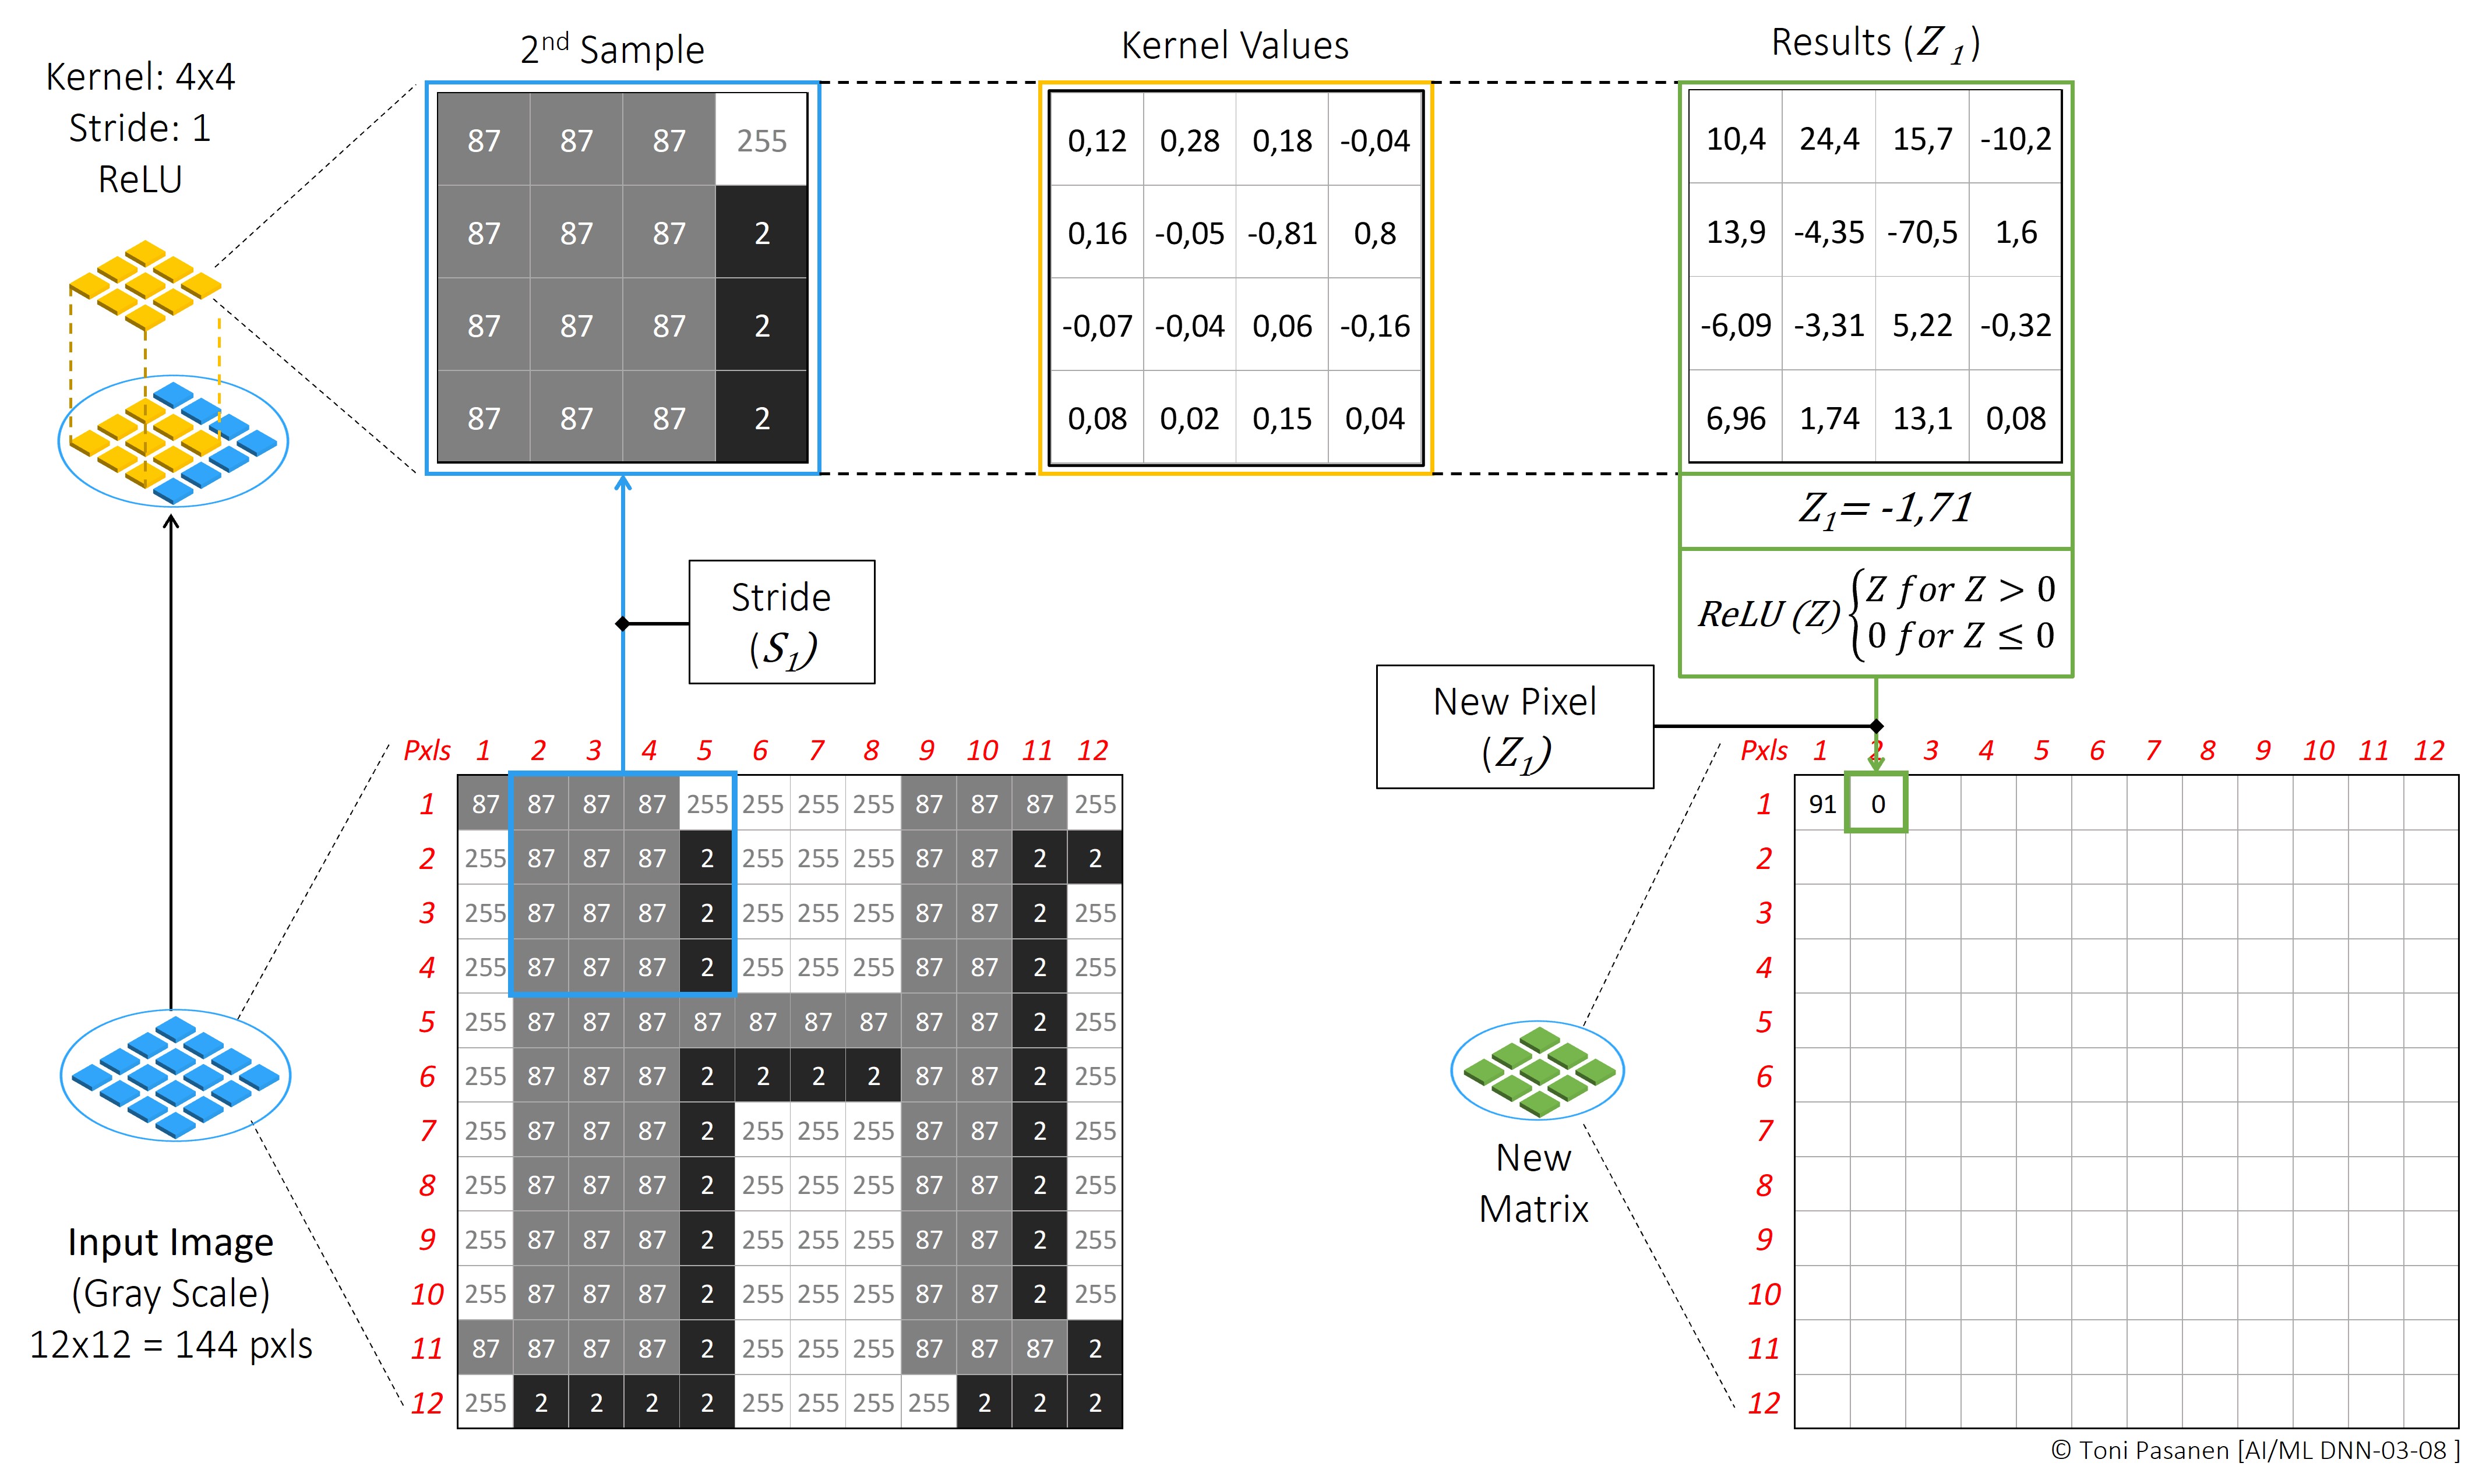 Kernel: 4x4
Stride: 1
ReLU
2nd Sample
87 87 87 255
87 87 87 2
87 87 87 2
87 87 87 2
Kernel Values
0,12 0,28 0,18 -0,04
0,16 -0,05 -0,81 0,8
-0,07 -0,04 0,06 -0,16
0,08 0,02 0,15 0,04
Results (Z1)
10,4 24,4 15,7 -10,2
13,9 -4,35 -70,5 1,6
-6,09 -3,31 5,22 -0,32
6,96 1,74 13,1 0,08
Z1= -1,71
ReLU (Z) { Z for Z > 0
0 for Z ≤ 0
Stride
(S1)
New Pixel
(Z1)
Input Image
(Gray Scale)
12x12 = 144 pxls
Pxls 1 2 3 4 5 6 7 8 9 10 11 12
1 87 87 87 87 255 255 255 255 87 87 87 255
2 255 87 87 87 2 255 255 255 87 87 2 2
3 255 87 87 87 2 255 255 255 87 87 2 255
4 255 87 87 87 2 255 255 255 87 87 2 255
5 255 87 87 87 87 87 87 87 87 87 2 255
6 255 87 87 87 2 2 2 2 87 87 2 255
7 255 87 87 87 2 255 255 255 87 87 2 255
8 255 87 87 87 2 255 255 255 87 87 2 255
9 255 87 87 87 2 255 255 255 87 87 2 255
10 255 87 87 87 2 255 255 255 87 87 2 255
11 87 87 87 87 2 255 255 255 87 87 87 2
12 255 2 2 2 2 255 255 255 255 2 2 2
New
Matrix
Pxls 1 2 3 4 5 6 7 8 9 10 11 12
1 91 0
2
3
4
5
6
7
8
9
10
11
12
© Toni Pasanen [AI/ML DNN-03-08 ]